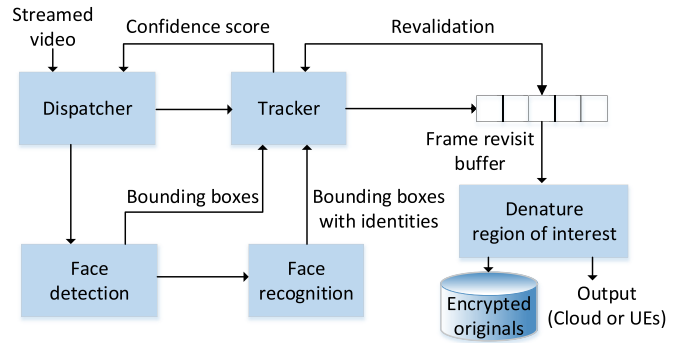 Streamed
video
Confidence score
Revalidation
Dispatcher
Tracker
Frame revisit
buffer
Bounding boxes
Bounding boxes
with identities
Denature
region of interest
Face
detection
Face
recognition
Encrypted
originals
Output
(Cloud or UEs)